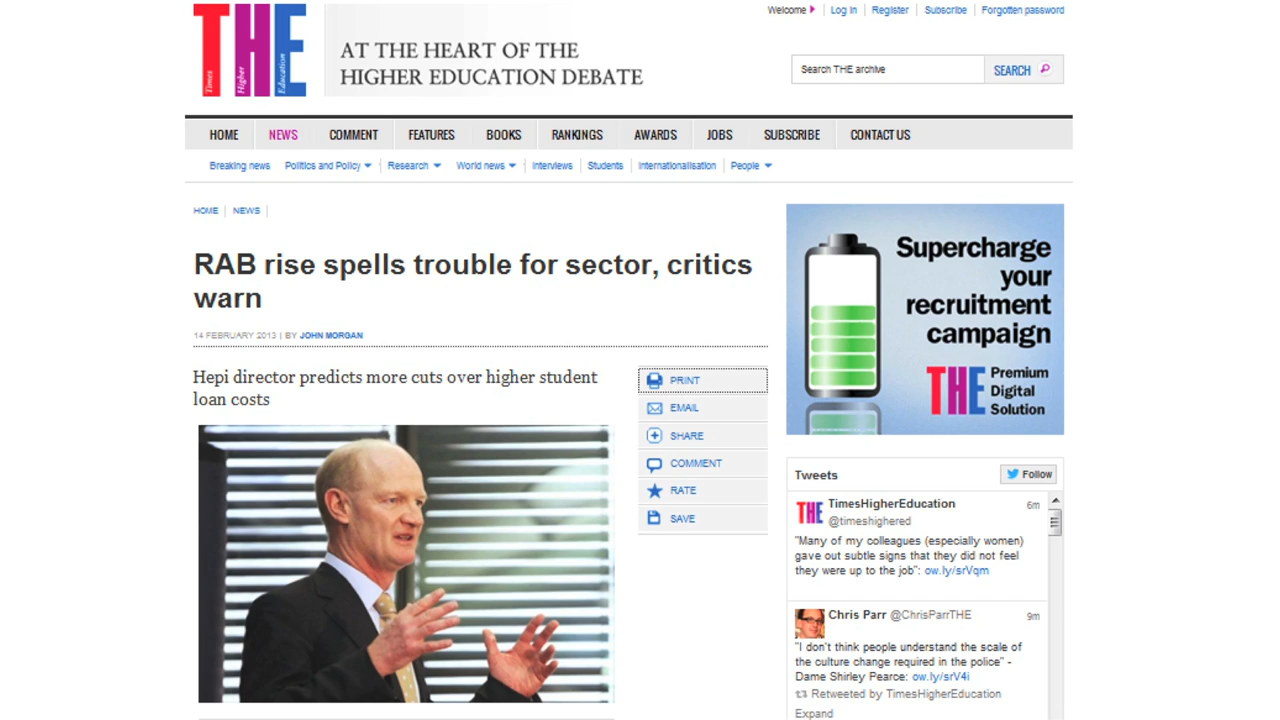 THE
Times
Higher
Education
AT THE HEART OF THE
HIGHER EDUCATION DEBATE
Welcome
Log In
Register
Subscribe
Forgotten password
Search THE archive
SEARCH
HOME
NEWS
COMMENT
FEATURES
BOOKS
RANKINGS
AWARDS
JOBS
SUBSCRIBE
CONTACT US
Breaking news
Politics and Policy
Research
World news
Interviews
Students
Internationalisation
People
HOME
NEWS
RAB rise spells trouble for sector, critics
warn
14 FEBRUARY 2013 | BY JOHN MORGAN
Hepi director predicts more cuts over higher student
loan costs
PRINT
EMAIL
SHARE
COMMENT
RATE
SAVE
Supercharge
your
recruitment
campaign
THE
Premium
Digital
Solution
Tweets
Follow
THE
TimesHigherEducation
6m
@timeshighered
"Many of my colleagues (especially women)
gave out subtle signs that they did not feel
they were up to the job": ow.ly/srVqm
Chris Parr @ChrisParrTHE
9m
"I don't think people understand the scale of
the culture change required in the police" -
Dame Shirley Pearce: ow.ly/srV4i
Retweeted by TimesHigherEducation
Expand